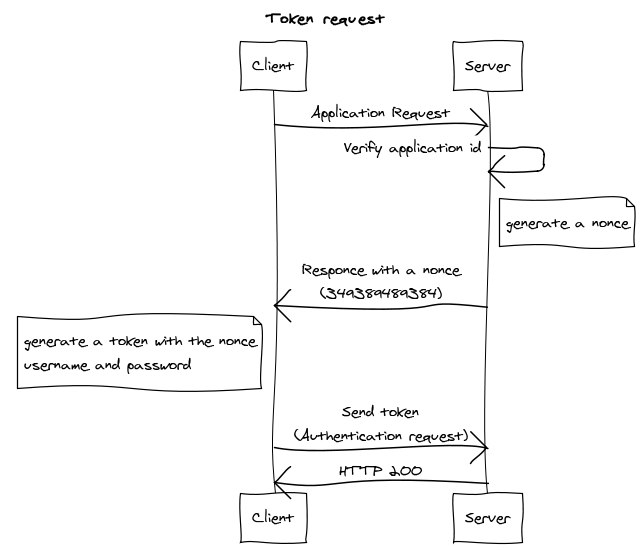 Token request
Client
Server
Application Request
Verify application id
generate a nonce
Responce with a nonce
(349389489384)
generate a token with the nonce
username and password
Send token
(Authentication request)
HTTP 200
Client
Server